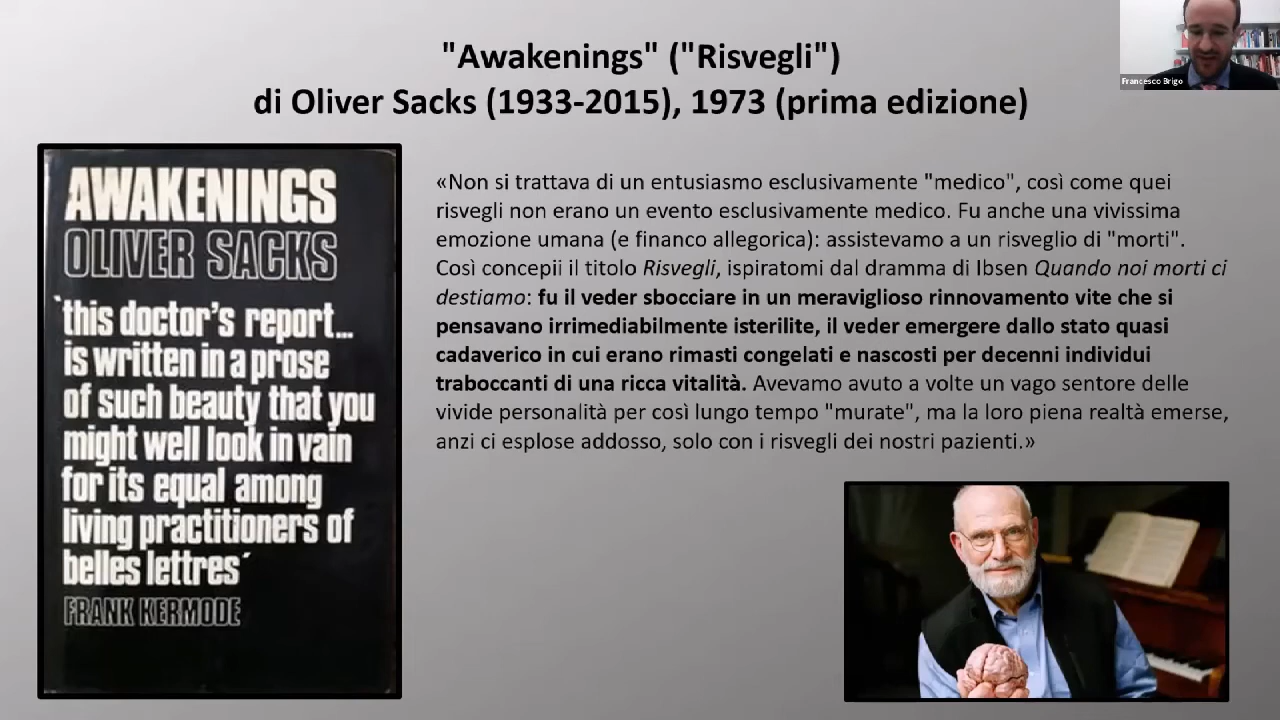 "Awakenings" ("Risvegli")
di Oliver Sacks (1933-2015), 1973 (prima edizione)
Francesco Brigo
AWAKENINGS
OLIVER SACKS
‵this doctor's report...
is written in a prose
of such beauty that you
might well look in vain
for its equal among
living practitioners of
belles lettres′
FRANK KERMODE
«Non si trattava di un entusiasmo esclusivamente "medico", così come quei
risvegli non erano un evento esclusivamente medico. Fu anche una vivissima
emozione umana (e financo allegorica): assistevamo a un risveglio di "morti".
Così concepii il titolo Risvegli, ispiratomi dal dramma di Ibsen Quando noi morti ci
destiamo: fu il veder sbocciare in un meraviglioso rinnovamento vite che si
pensavano irrimediabilmente isterilite, il veder emergere dallo stato quasi
cadaverico in cui erano rimasti congelati e nascosti per decenni individui
traboccanti di una ricca vitalità. Avevamo avuto a volte un vago sentore delle
vivide personalità per così lungo tempo "murate", ma la loro piena realtà emerse,
anzi ci esplose addosso, solo con i risvegli dei nostri pazienti.»